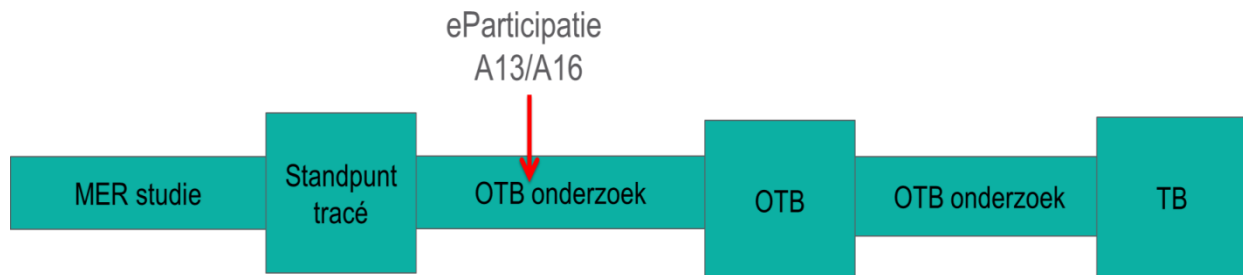 eParticipatie
A13/A16
MER studie
Standpunt
tracé
OTB onderzoek
OTB
OTB onderzoek
TB